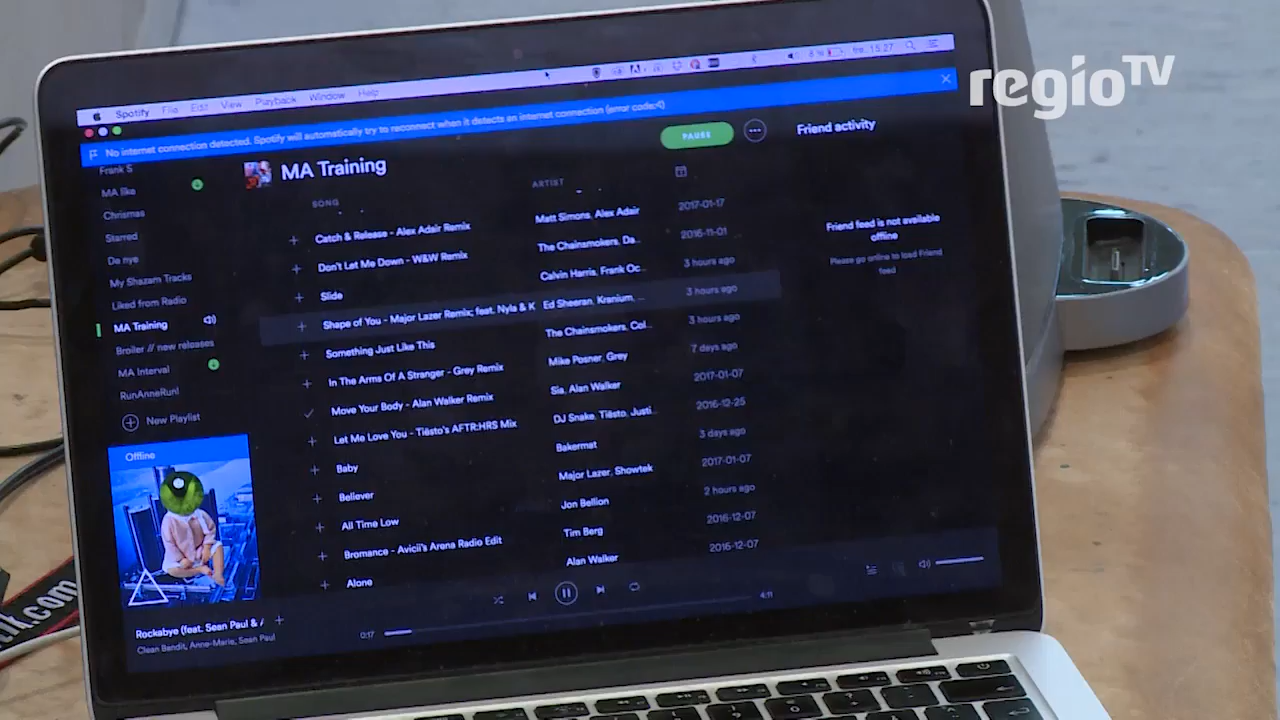 regioTV
Spotify File Edit View Playback Window Help
fre. 15.27
No internet connection detected. Spotify will automatically try to reconnect when it detects an internet connection (error code:4)
Frank S
MA like
Chrismas
Starred
Da nye
My Shazam Tracks
Liked from Radio
MA Training
Broiler // new releases
MA Interval
RunAnneRun!
New Playlist
Offline
Rockabye (feat. Sean Paul &
Clean Bandit, Anne-Marie, Sean Paul
MA Training
PAUSE
SONG ARTIST
Catch & Release - Alex Adair Remix Matt Simons, Alex Adair 2017-01-17
Don't Let Me Down - W&W Remix The Chainsmokers, Da... 2016-11-01
Slide Calvin Harris, Frank Oc... 3 hours ago
Shape of You - Major Lazer Remix; feat. Nyla & K Ed Sheeran, Kranium, ... 3 hours ago
Something Just Like This The Chainsmokers, Col... 3 hours ago
In The Arms Of A Stranger - Grey Remix Mike Posner, Grey 7 days ago
Move Your Body - Alan Walker Remix Sia, Alan Walker 2017-01-07
Let Me Love You - Tiësto's AFTR:HRS Mix DJ Snake, Tiësto, Justi... 2016-12-25
Baby Bakermat 3 days ago
Believer Major Lazer, Showtek 2017-01-07
All Time Low Jon Bellion 2 hours ago
Bromance - Avicii's Arena Radio Edit Tim Berg 2016-12-07
Alone Alan Walker 2016-12-07
0:17 4:11
Friend activity
Friend feed is not available
offline
Please go online to load Friend
feed
.com